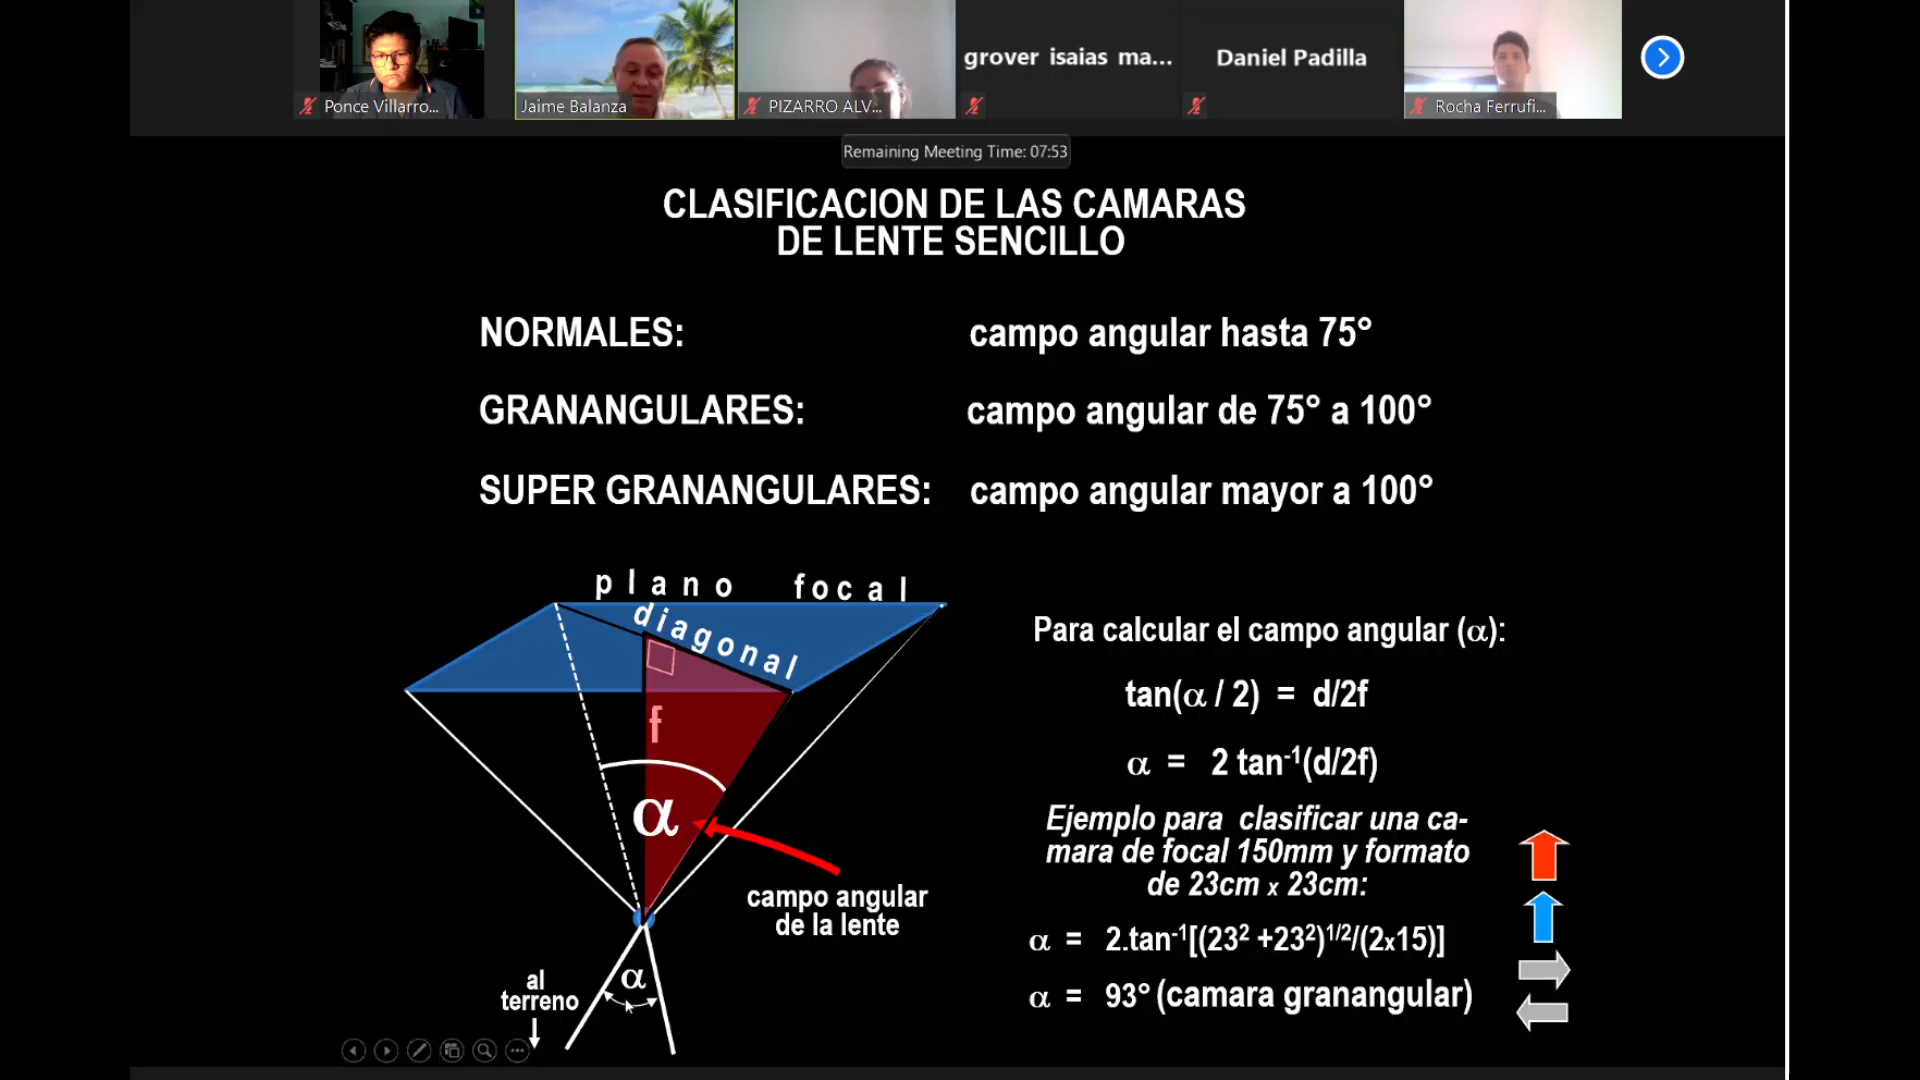 Ponce Villarro...
Jaime Balanza
PIZARRO ALV...
grover isaias ma...
Daniel Padilla
Rocha Ferrufi...
Remaining Meeting Time: 07:53
CLASIFICACION DE LAS CAMARAS
DE LENTE SENCILLO
NORMALES: campo angular hasta 75°
GRANANGULARES: campo angular de 75° a 100°
SUPER GRANANGULARES: campo angular mayor a 100°
plano focal
diagonal
f
α
campo angular
de la lente
α
al
terreno
Para calcular el campo angular (α):
tan(α / 2) = d/2f
α = 2 tan⁻¹(d/2f)
Ejemplo para clasificar una ca-
mara de focal 150mm y formato
de 23cm x 23cm:
α = 2.tan⁻¹[(23² +23²)¹/²/(2x15)]
α = 93° (camara granangular)